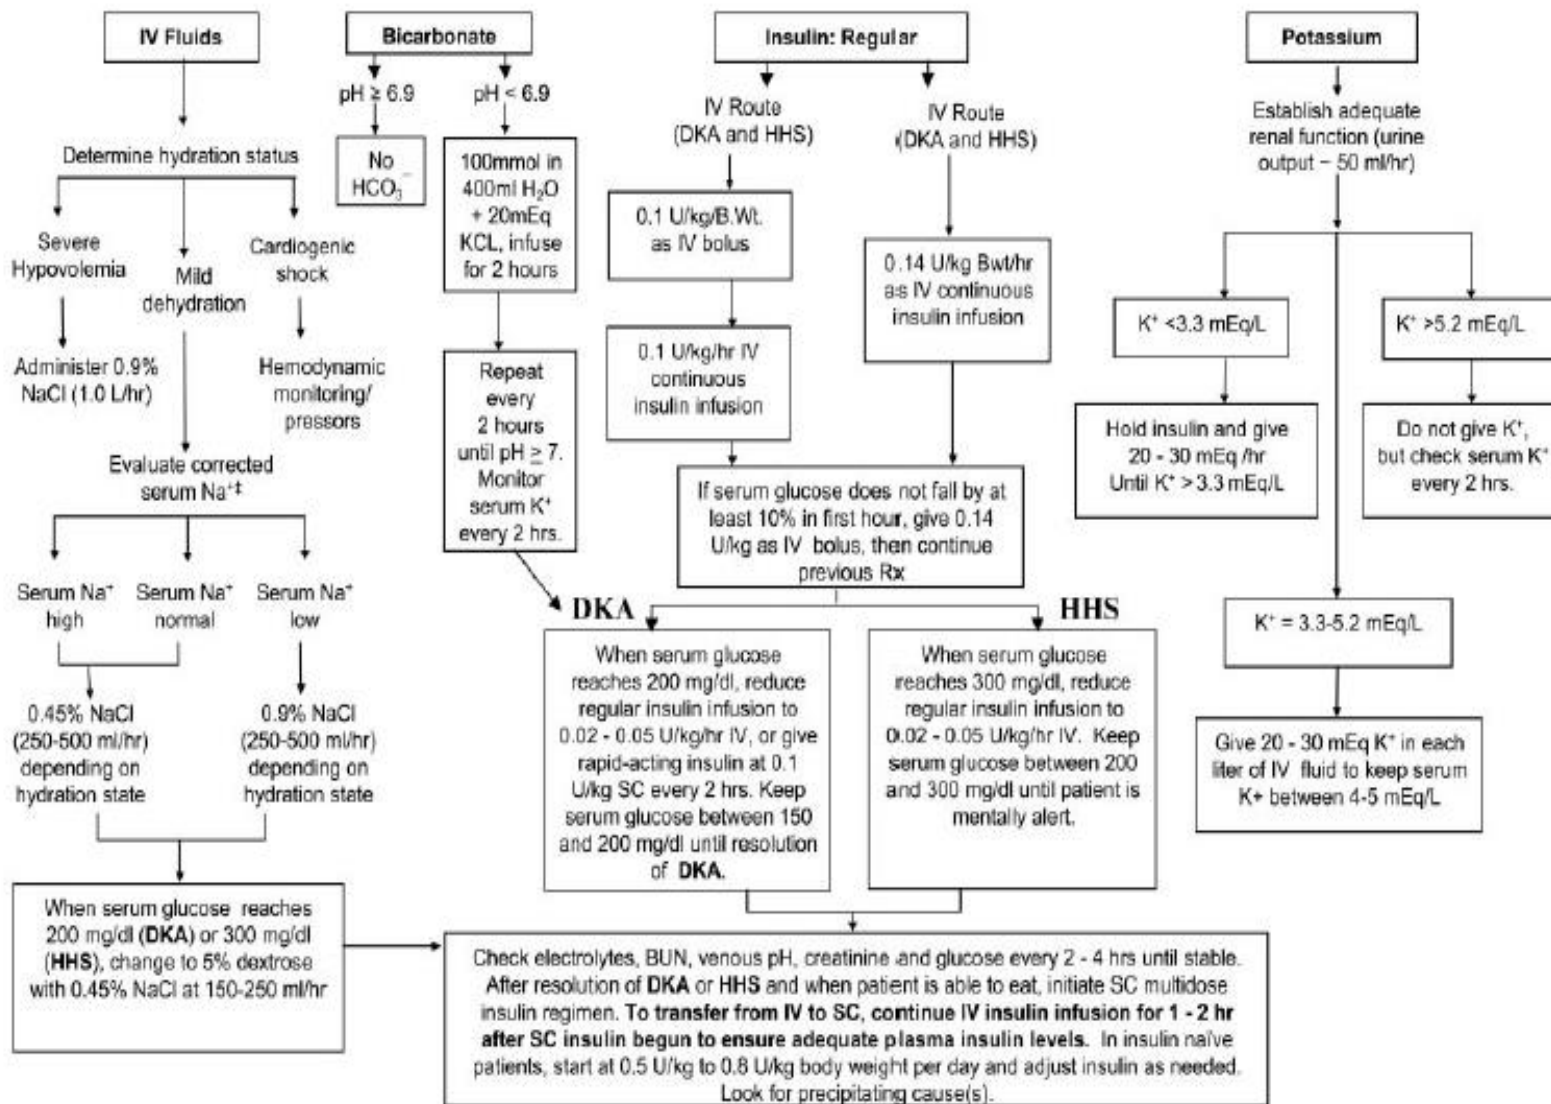 IV Fluids
Determine hydration status
Severe
Hypovolemia
Mild
dehydration
Cardiogenic
shock
Administer 0.9%
NaCl (1.0 L/hr)
Hemodynamic
monitoring/
pressors
Evaluate corrected
serum Na⁺‡
Serum Na⁺
high
Serum Na⁺
normal
Serum Na⁺
low
0.45% NaCl
(250-500 ml/hr)
depending on
hydration state
0.9% NaCl
(250-500 ml/hr)
depending on
hydration state
When serum glucose reaches
200 mg/dl (DKA) or 300 mg/dl
(HHS), change to 5% dextrose
with 0.45% NaCl at 150-250 ml/hr
Bicarbonate
pH ≥ 6.9
pH < 6.9
No
HCO₃⁻
100mmol in
400ml H₂O
+ 20mEq
KCL, infuse
for 2 hours
Repeat
every
2 hours
until pH ≥ 7.
Monitor
serum K⁺
every 2 hrs.
Insulin: Regular
IV Route
(DKA and HHS)
IV Route
(DKA and HHS)
0.1 U/kg/B.Wt.
as IV bolus
0.14 U/kg Bwt/hr
as IV continuous
insulin infusion
0.1 U/kg/hr IV
continuous
insulin infusion
If serum glucose does not fall by at
least 10% in first hour, give 0.14
U/kg as IV bolus, then continue
previous Rx
DKA
HHS
When serum glucose
reaches 200 mg/dl, reduce
regular insulin infusion to
0.02 - 0.05 U/kg/hr IV, or give
rapid-acting insulin at 0.1
U/kg SC every 2 hrs. Keep
serum glucose between 150
and 200 mg/dl until resolution
of DKA.
When serum glucose
reaches 300 mg/dl, reduce
regular insulin infusion to
0.02 - 0.05 U/kg/hr IV. Keep
serum glucose between 200
and 300 mg/dl until patient is
mentally alert.
Potassium
Establish adequate
renal function (urine
output ~ 50 ml/hr)
K⁺ <3.3 mEq/L
K⁺ >5.2 mEq/L
Hold insulin and give
20 - 30 mEq /hr
Until K⁺ > 3.3 mEq/L
Do not give K⁺,
but check serum K⁺
every 2 hrs.
K⁺ = 3.3-5.2 mEq/L
Give 20 - 30 mEq K⁺ in each
liter of IV fluid to keep serum
K+ between 4-5 mEq/L
Check electrolytes, BUN, venous pH, creatinine and glucose every 2 - 4 hrs until stable.
After resolution of DKA or HHS and when patient is able to eat, initiate SC multidose
insulin regimen. To transfer from IV to SC, continue IV insulin infusion for 1 - 2 hr
after SC insulin begun to ensure adequate plasma insulin levels. In insulin naïve
patients, start at 0.5 U/kg to 0.8 U/kg body weight per day and adjust insulin as needed.
Look for precipitating cause(s).